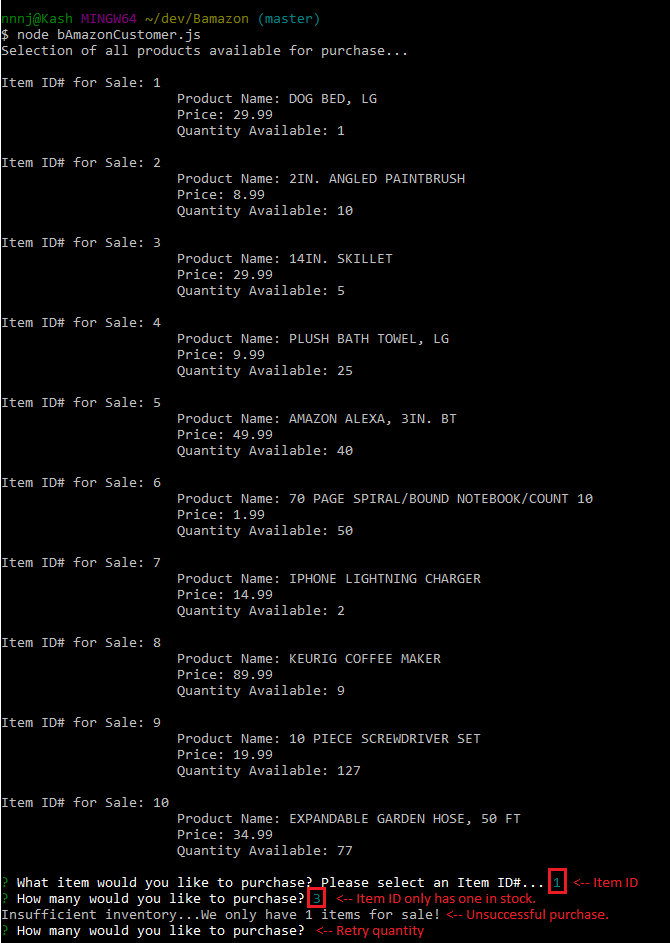 nnnj@Kash MINGW64 ~/dev/Bamazon (master)
$ node bAmazonCustomer.js
Selection of all products available for purchase...
Item ID# for Sale: 1
Product Name: DOG BED, LG
Price: 29.99
Quantity Available: 1
Item ID# for Sale: 2
Product Name: 2IN. ANGLED PAINTBRUSH
Price: 8.99
Quantity Available: 10
Item ID# for Sale: 3
Product Name: 14IN. SKILLET
Price: 29.99
Quantity Available: 5
Item ID# for Sale: 4
Product Name: PLUSH BATH TOWEL, LG
Price: 9.99
Quantity Available: 25
Item ID# for Sale: 5
Product Name: AMAZON ALEXA, 3IN. BT
Price: 49.99
Quantity Available: 40
Item ID# for Sale: 6
Product Name: 70 PAGE SPIRAL/BOUND NOTEBOOK/COUNT 10
Price: 1.99
Quantity Available: 50
Item ID# for Sale: 7
Product Name: IPHONE LIGHTNING CHARGER
Price: 14.99
Quantity Available: 2
Item ID# for Sale: 8
Product Name: KEURIG COFFEE MAKER
Price: 89.99
Quantity Available: 9
Item ID# for Sale: 9
Product Name: 10 PIECE SCREWDRIVER SET
Price: 19.99
Quantity Available: 127
Item ID# for Sale: 10
Product Name: EXPANDABLE GARDEN HOSE, 50 FT
Price: 34.99
Quantity Available: 77
? What item would you like to purchase? Please select an Item ID#... 1 <-- Item ID
? How many would you like to purchase? 3 <-- Item ID only has one in stock.
Insufficient inventory...We only have 1 items for sale! <-- Unsuccessful purchase.
? How many would you like to purchase? <-- Retry quantity